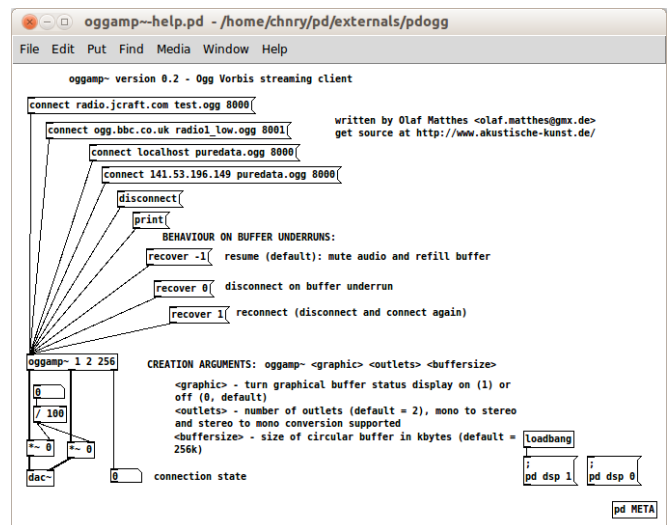 oggamp~-help.pd - /home/chnry/pd/externals/pdogg
File Edit Put Find Media Window Help
oggamp~ version 0.2 - Ogg Vorbis streaming client
connect radio.jcraft.com test.ogg 8000
written by Olaf Matthes <olaf.matthes@gmx.de>
connect ogg.bbc.co.uk radio1_low.ogg 8001
get source at http://www.akustische-kunst.de/
connect localhost puredata.ogg 8000
connect 141.53.196.149 puredata.ogg 8000
disconnect
print
BEHAVIOUR ON BUFFER UNDERRUNS:
recover -1 resume (default): mute audio and refill buffer
recover 0 disconnect on buffer underrun
recover 1 reconnect (disconnect and connect again)
oggamp~ 1 2 256 CREATION ARGUMENTS: oggamp~ <graphic> <outlets> <buffersize>
<graphic> - turn graphical buffer status display on (1) or
off (0, default)
0
<outlets> - number of outlets (default = 2), mono to stereo
/ 100
and stereo to mono conversion supported
<buffersize> - size of circular buffer in kbytes (default =
256k)
*~ 0 *~ 0
loadbang
dac~ 0 connection state
;
pd dsp 1
;
pd dsp 0
pd META